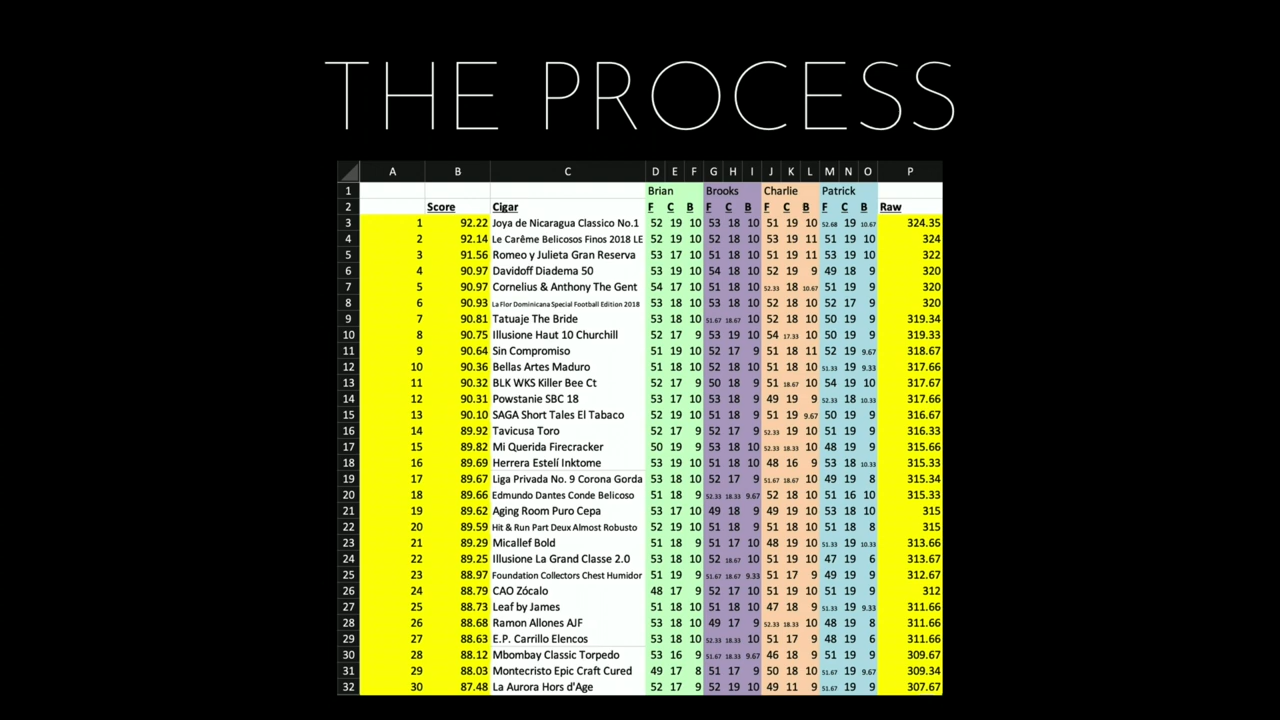 THE PROCESS
A B C D E F G H I J K L M N O P
1 Brian Brooks Charlie Patrick
2 Score Cigar F C B F C B F C B F C B Raw
3 1 92.22 Joya de Nicaragua Classico No.1 52 19 10 53 18 10 51 19 10 52.68 19 10.67 324.35
4 2 92.14 Le Carême Belicosos Finos 2018 LE 52 19 10 52 18 10 53 19 11 51 19 10 324
5 3 91.56 Romeo y Julieta Gran Reserva 53 17 10 51 18 10 51 19 11 53 19 10 322
6 4 90.97 Davidoff Diadema 50 53 19 10 54 18 10 52 19 9 49 18 9 320
7 5 90.97 Cornelius & Anthony The Gent 54 17 10 51 18 10 52.33 18 10.67 51 19 9 320
8 6 90.93 La Flor Dominicana Special Football Edition 2018 53 18 10 53 18 10 52 18 10 52 17 9 320
9 7 90.81 Tatuaje The Bride 53 18 10 51.67 18.67 10 52 18 10 50 19 9 319.34
10 8 90.75 Illusione Haut 10 Churchill 52 17 9 53 19 10 54 17.33 10 50 19 9 319.33
11 9 90.64 Sin Compromiso 51 19 10 52 17 9 51 18 11 52 19 9.67 318.67
12 10 90.36 Bellas Artes Maduro 51 18 10 52 18 10 51 18 10 51.33 19 9.33 317.66
13 11 90.32 BLK WKS Killer Bee Ct 52 17 9 50 18 9 51 18.67 10 54 19 10 317.67
14 12 90.31 Powstanie SBC 18 53 17 10 53 18 10 49 19 9 52.33 18 10.33 317.66
15 13 90.10 SAGA Short Tales El Tabaco 52 19 10 51 18 9 51 19 9.67 50 19 9 316.67
16 14 89.92 Tavicusa Toro 52 17 9 52 17 9 52.33 19 10 51 19 9 316.33
17 15 89.82 Mi Querida Firecracker 50 19 9 53 18 10 52.33 18.33 10 48 19 9 315.66
18 16 89.69 Herrera Estelí Inktome 53 19 10 51 18 10 48 16 9 53 18 10.33 315.33
19 17 89.67 Liga Privada No. 9 Corona Gorda 53 18 10 52 17 9 51.67 18.67 10 49 19 8 315.34
20 18 89.66 Edmundo Dantes Conde Belicoso 51 18 9 52.33 18.33 9.67 52 18 10 51 16 10 315.33
21 19 89.62 Aging Room Puro Cepa 53 17 10 49 18 9 49 19 10 53 18 10 315
22 20 89.59 Hit & Run Part Deux Almost Robusto 52 19 10 51 18 9 51 18 10 51 18 8 315
23 21 89.29 Micallef Bold 51 18 9 51 17 10 48 19 10 51.33 19 10.33 313.66
24 22 89.25 Illusione La Grand Classe 2.0 53 18 10 52 18.67 10 51 19 10 47 19 6 313.67
25 23 88.97 Foundation Collectors Chest Humidor 51 19 9 51.67 18.67 9.33 51 17 9 49 19 9 312.67
26 24 88.79 CAO Zócalo 48 17 9 52 17 10 51 19 10 51 19 9 312
27 25 88.73 Leaf by James 51 18 10 51 18 10 47 18 9 51.33 19 9.33 311.66
28 26 88.68 Ramon Allones AJF 53 18 10 49 17 9 52.33 18.33 10 48 19 8 311.66
29 27 88.63 E.P. Carrillo Elencos 53 18 10 52.33 18.33 10 51 17 9 48 19 6 311.66
30 28 88.12 Mbombay Classic Torpedo 53 16 9 51.67 18.33 9.67 46 18 9 51 19 9 309.67
31 29 88.03 Montecristo Epic Craft Cured 49 17 8 51 17 9 50 18 10 51.67 19 9.67 309.34
32 30 87.48 La Aurora Hors d'Age 52 17 9 52 19 10 49 11 9 51.67 19 9 307.67